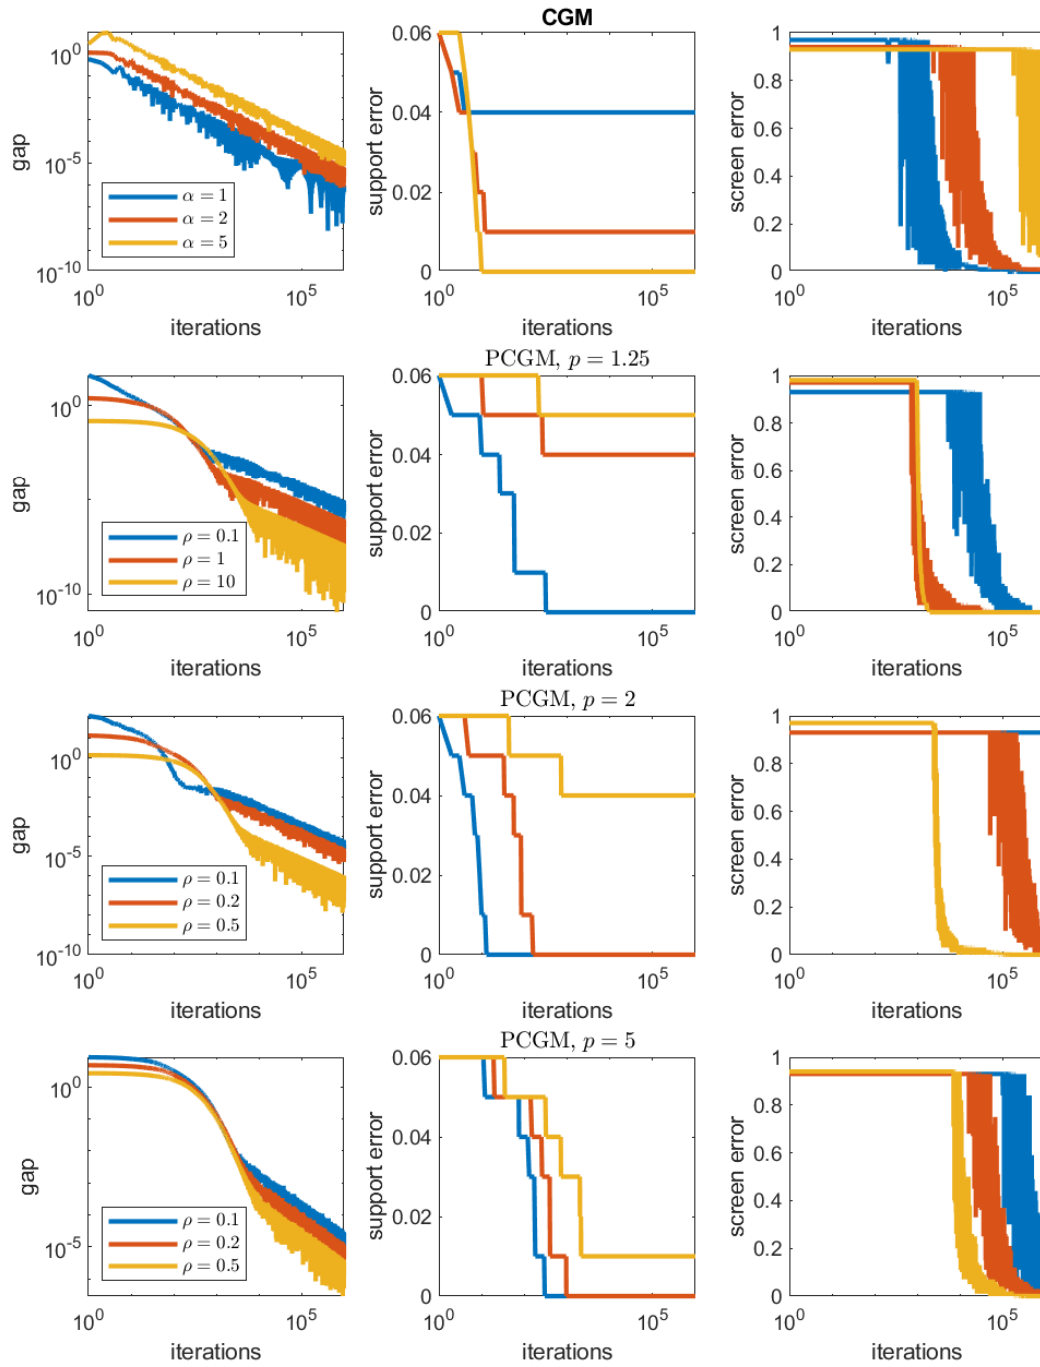 CGM
10^0
10^-5
10^-10
gap
α = 1
α = 2
α = 5
10^0
10^5
iterations
0.06
0.04
0.02
0
support error
10^0
10^5
iterations
1
0.8
0.6
0.4
0.2
0
screen error
10^0
10^5
iterations
PCGM, p = 1.25
10^0
10^-10
gap
ρ = 0.1
ρ = 1
ρ = 10
10^0
10^5
iterations
0.06
0.04
0.02
0
support error
10^0
10^5
iterations
1
0.8
0.6
0.4
0.2
0
screen error
10^0
10^5
iterations
PCGM, p = 2
10^0
10^-5
10^-10
gap
ρ = 0.1
ρ = 0.2
ρ = 0.5
10^0
10^5
iterations
0.06
0.04
0.02
0
support error
10^0
10^5
iterations
1
0.8
0.6
0.4
0.2
0
screen error
10^0
10^5
iterations
PCGM, p = 5
10^0
10^-5
gap
ρ = 0.1
ρ = 0.2
ρ = 0.5
10^0
10^5
iterations
0.06
0.04
0.02
0
support error
10^0
10^5
iterations
1
0.8
0.6
0.4
0.2
0
screen error
10^0
10^5
iterations